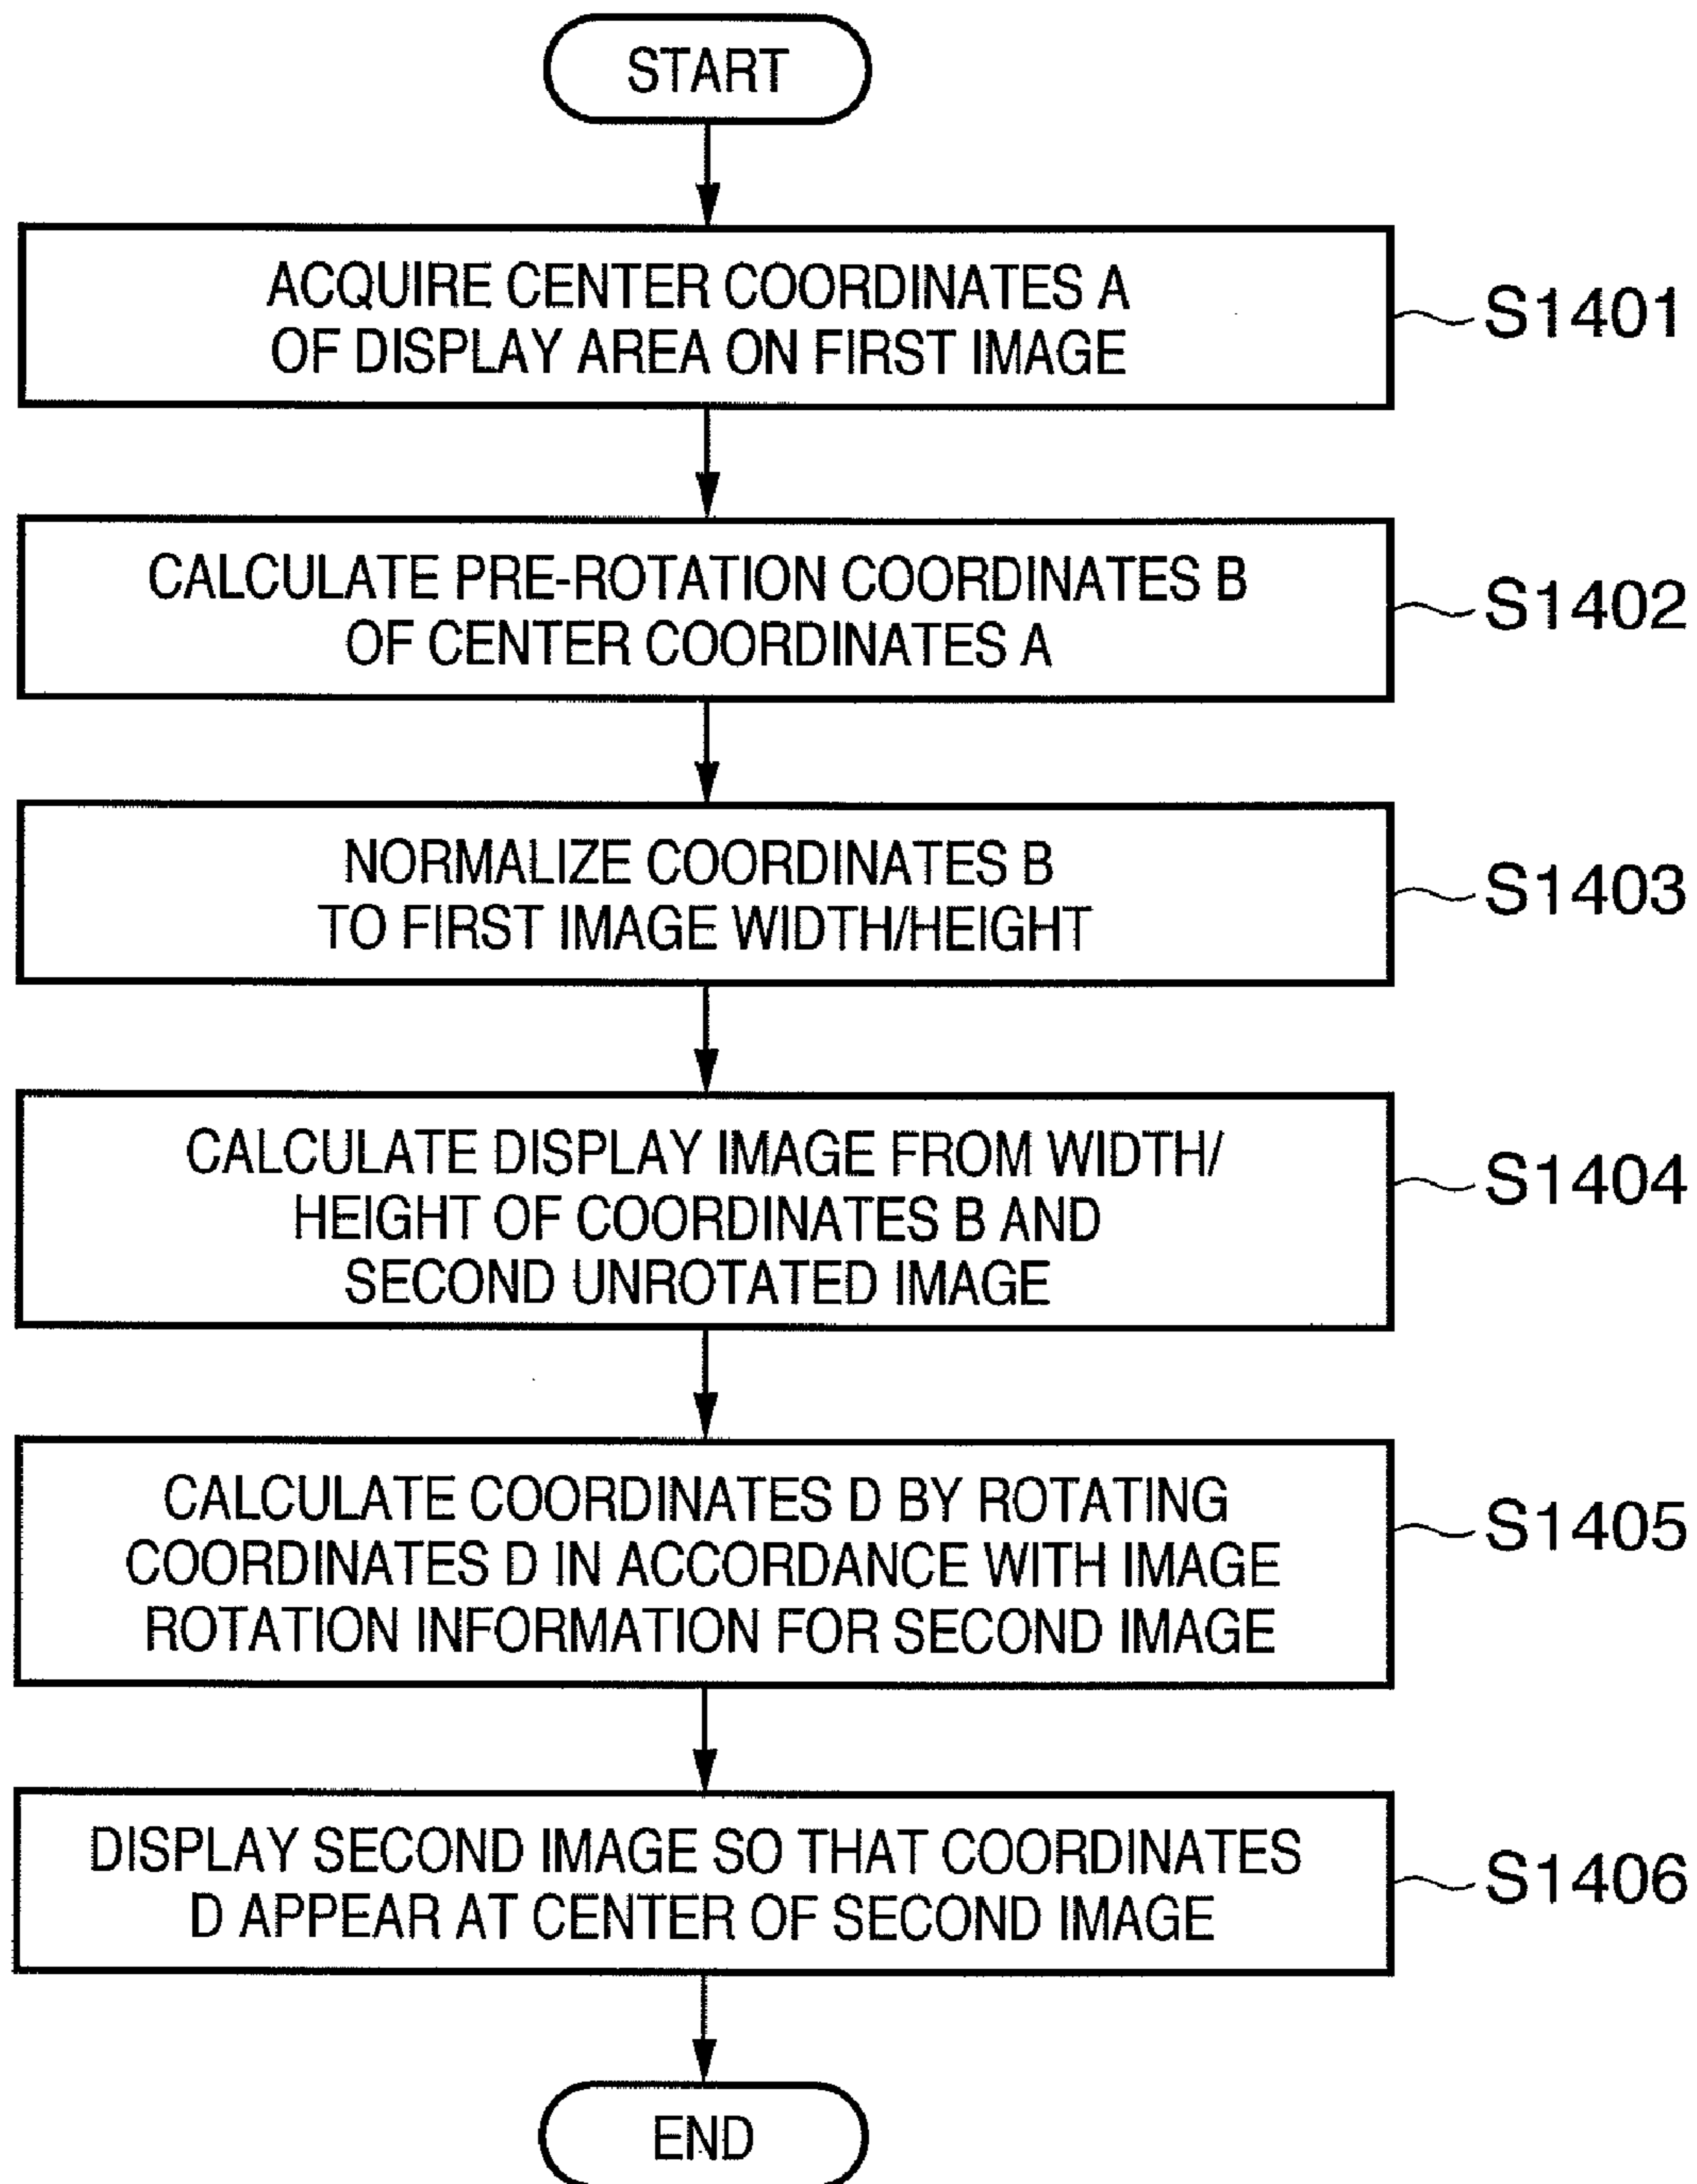 START
ACQUIRE CENTER COORDINATES A
OF DISPLAY AREA ON FIRST IMAGE
S1401
CALCULATE PRE-ROTATION COORDINATES B
OF CENTER COORDINATES A
S1402
NORMALIZE COORDINATES B
TO FIRST IMAGE WIDTH/HEIGHT
S1403
CALCULATE DISPLAY IMAGE FROM WIDTH/
HEIGHT OF COORDINATES B AND
SECOND UNROTATED IMAGE
S1404
CALCULATE COORDINATES D BY ROTATING
COORDINATES D IN ACCORDANCE WITH IMAGE
ROTATION INFORMATION FOR SECOND IMAGE
S1405
DISPLAY SECOND IMAGE SO THAT COORDINATES
D APPEAR AT CENTER OF SECOND IMAGE
S1406
END